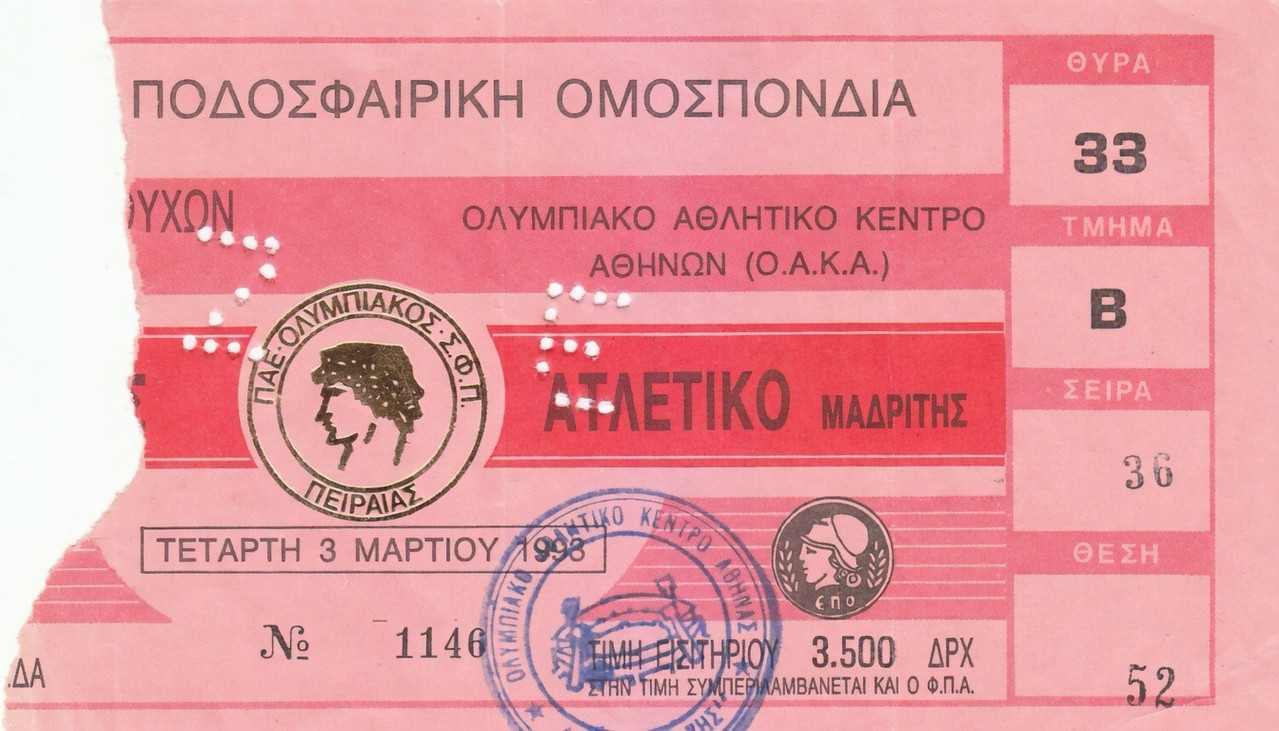 ΠΟΔΟΣΦΑΙΡΙΚΗ ΟΜΟΣΠΟΝΔΙΑ
ΥΧΩΝ
ΟΛΥΜΠΙΑΚΟ ΑΘΛΗΤΙΚΟ ΚΕΝΤΡΟ
ΑΘΗΝΩΝ (Ο.Α.Κ.Α.)
ΠΑΕ·ΟΛΥΜΠΙΑΚΟΣ·Σ.Φ.Π.
ΠΕΙΡΑΙΑΣ
ΑΤΛΕΤΙΚΟ ΜΑΔΡΙΤΗΣ
ΤΕΤΑΡΤΗ 3 ΜΑΡΤΙΟΥ 1993
ΟΛΥΜΠΙΑΚΟ ΑΘΛΗΤΙΚΟ ΚΕΝΤΡΟ ΑΘΗΝΑΣ
ΕΠΟ
№ 1146
ΤΙΜΗ ΕΙΣΙΤΗΡΙΟΥ 3.500 ΔΡΧ
ΣΤΗΝ ΤΙΜΗ ΣΥΜΠΕΡΙΛΑΜΒΑΝΕΤΑΙ ΚΑΙ Ο Φ.Π.Α.
ΔΑ
ΘΥΡΑ
33
ΤΜΗΜΑ
Β
ΣΕΙΡΑ
36
ΘΕΣΗ
52